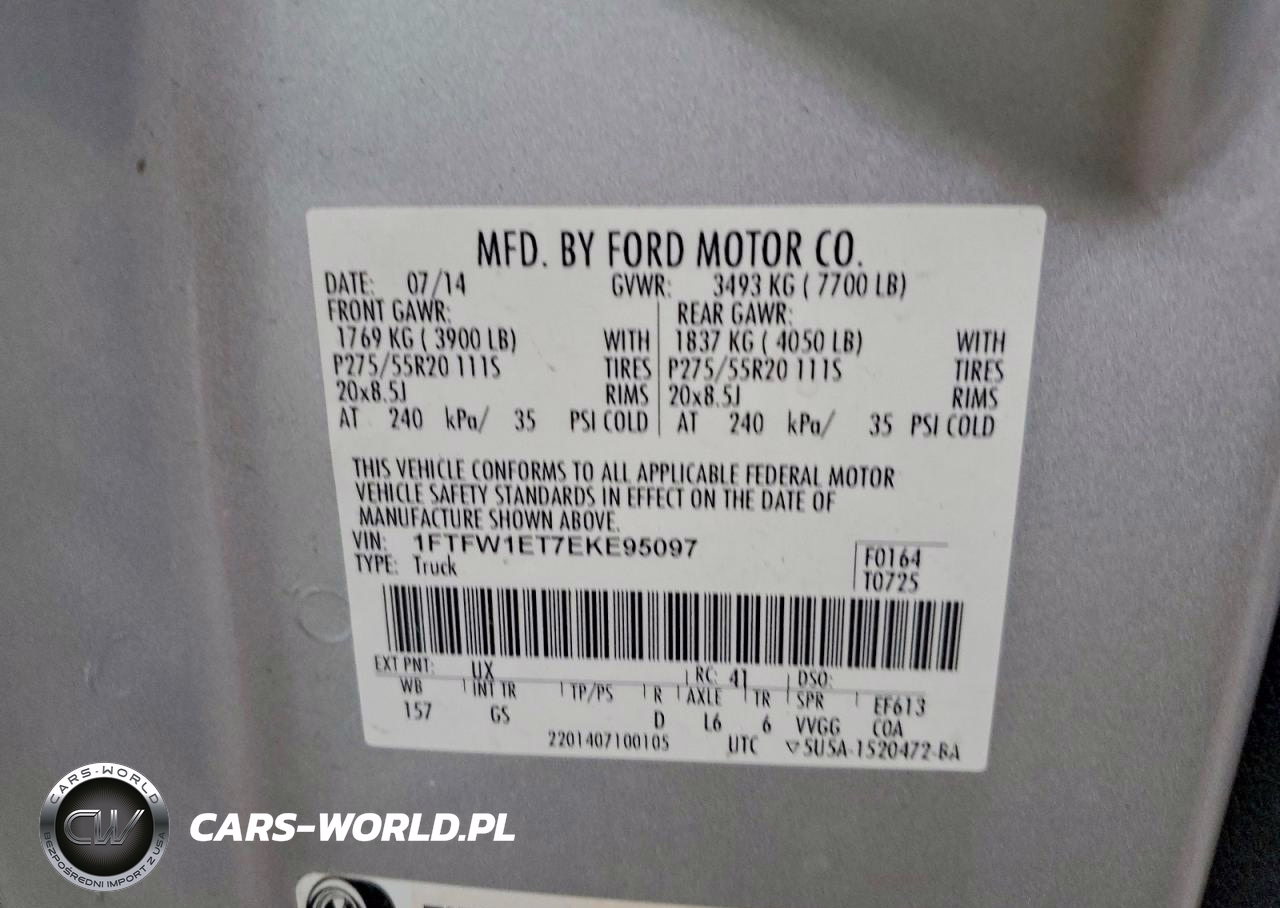 MFD. BY FORD MOTOR CO.
DATE: 07/14 GVWR: 3493 KG ( 7700 LB)
FRONT GAWR: REAR GAWR:
1769 KG ( 3900 LB) WITH 1837 KG ( 4050 LB) WITH
P275/55R20 111S TIRES P275/55R20 111S TIRES
20x8.5J RIMS 20x8.5J RIMS
AT 240 kPa/ 35 PSI COLD AT 240 kPa/ 35 PSI COLD
THIS VEHICLE CONFORMS TO ALL APPLICABLE FEDERAL MOTOR
VEHICLE SAFETY STANDARDS IN EFFECT ON THE DATE OF
MANUFACTURE SHOWN ABOVE.
VIN: 1FTFW1ET7EKE95097 F0164
TYPE: Truck T0725
EXT PNT: UX RC: 41 DSO:
WB INT TR TP/PS R AXLE TR SPR EF613
157 GS D L6 6 VVGG COA
2201407100105 UTC ▽5U5A-1520472-BA
CARS-WORLD
CW
BEZPOŚREDNI IMPORT Z USA
CARS-WORLD.PL